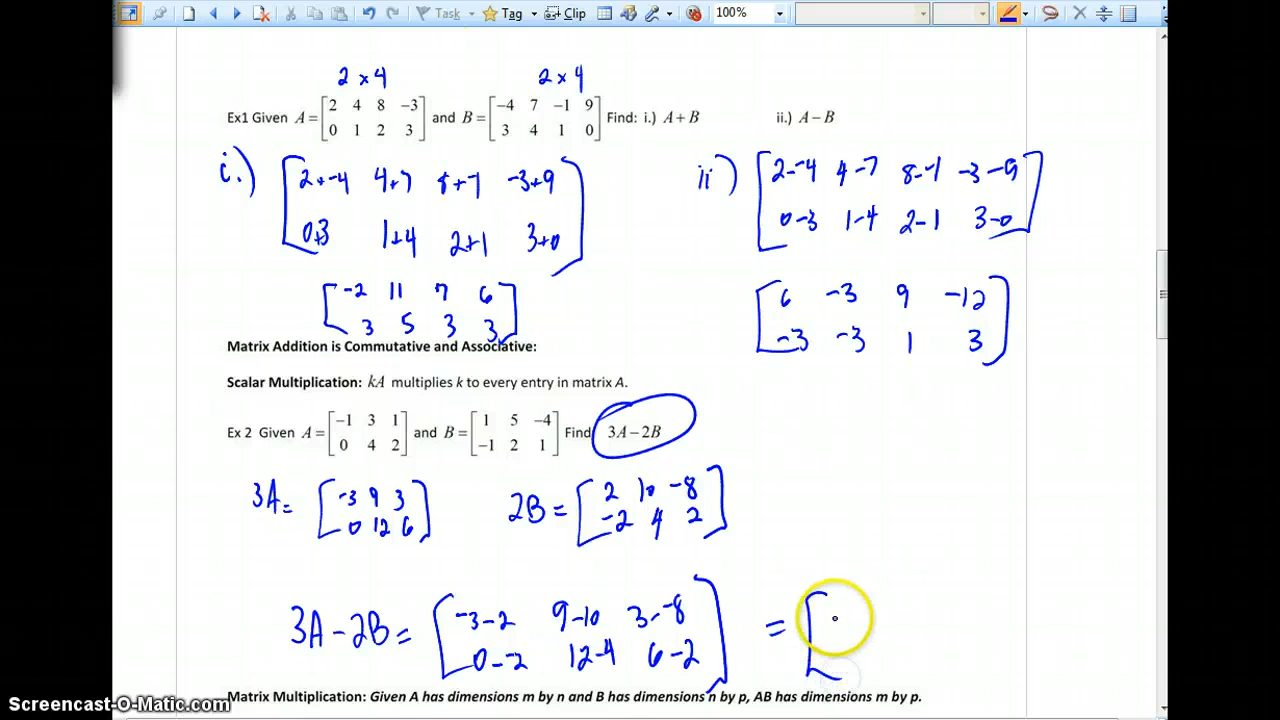 Task Tag Clip 100%
2 x 4 2 x 4
Ex1 Given A = [2 4 8 −3 and B = [−4 7 −1 9 Find: i.) A + B ii.) A − B
0 1 2 3] 3 4 1 0]
i.) [2+-4 4+7 8+-1 -3+9 ii) [2--4 4-7 8--1 -3-9
0+3 1+4 2+1 3+0] 0-3 1-4 2-1 3-0]
[-2 11 7 6 [6 -3 9 -12
3 5 3 3] -3 -3 1 3]
Matrix Addition is Commutative and Associative:
Scalar Multiplication: kA multiplies k to every entry in matrix A.
Ex 2 Given A = [−1 3 1 and B = [1 5 −4 Find 3A − 2B
0 4 2] −1 2 1]
3A = [-3 9 3 2B = [2 10 -8
0 12 6] -2 4 2]
3A - 2B = [-3-2 9-10 3--8 = [
0--2 12-4 6-2]
Matrix Multiplication: Given A has dimensions m by n and B has dimensions n by p, AB has dimensions m by p.
Screencast-O-Matic.com